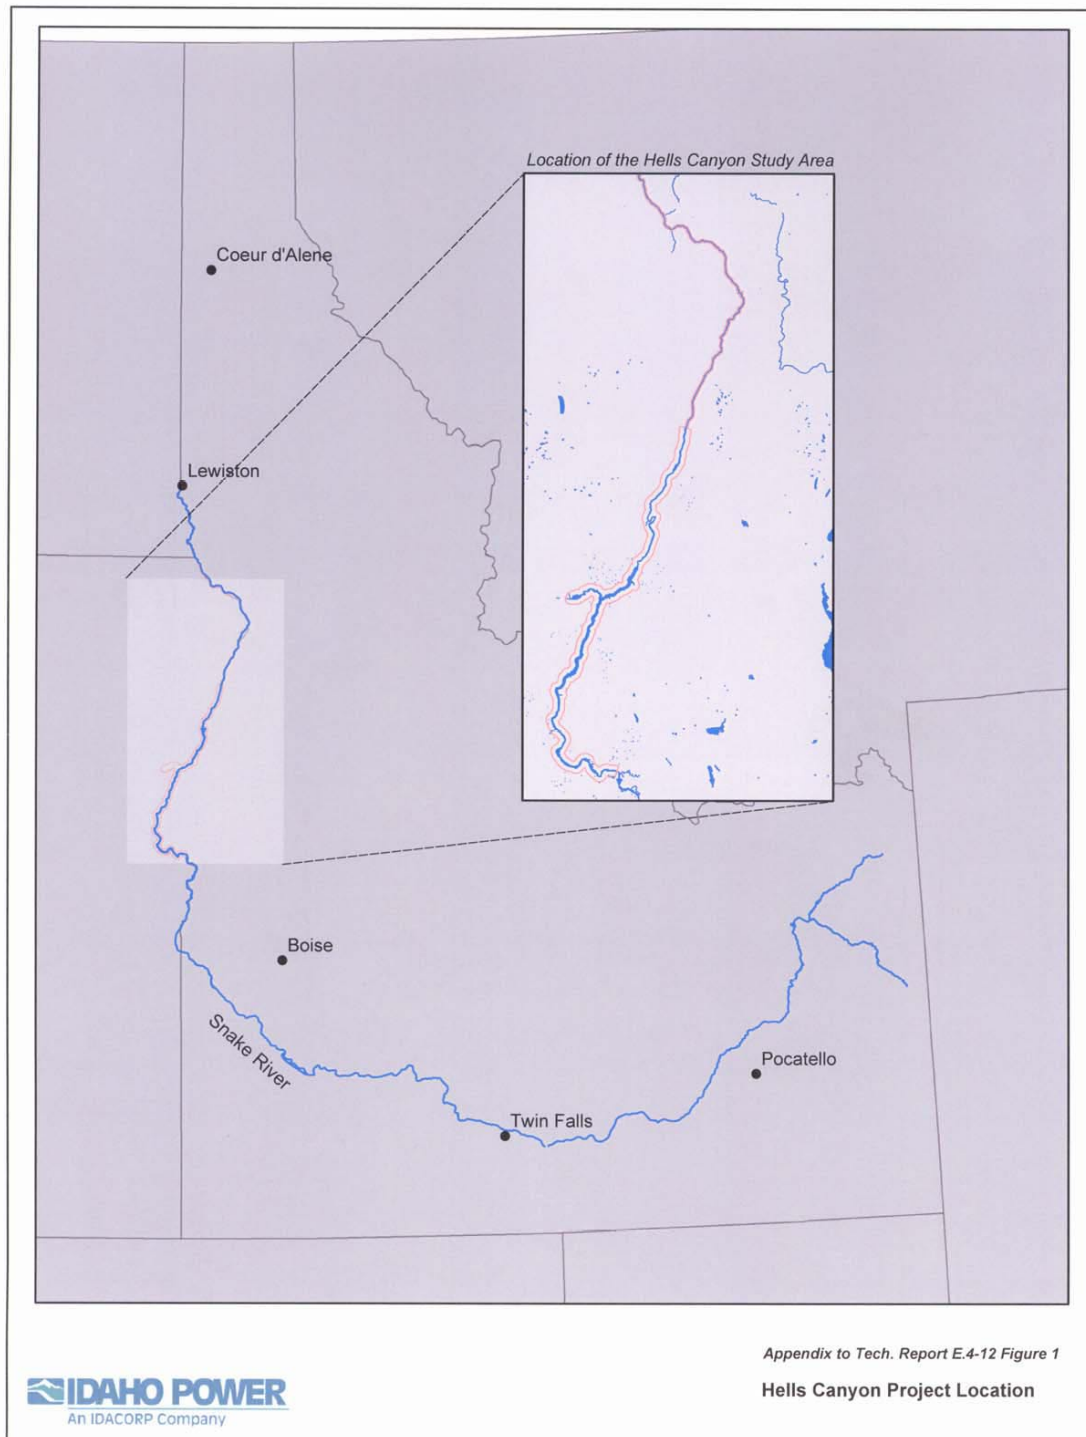 Location of the Hells Canyon Study Area
Coeur d'Alene
Lewiston
Boise
Snake River
Pocatello
Twin Falls
Appendix to Tech. Report E.4-12 Figure 1
Hells Canyon Project Location
IDAHO POWER
An IDACORP Company